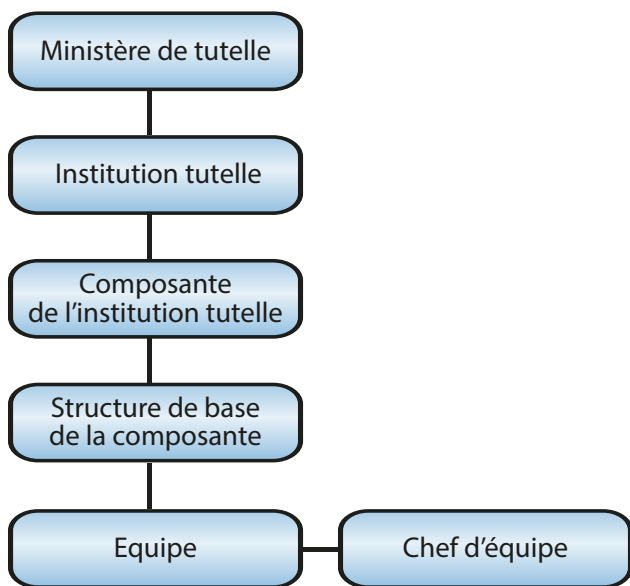 Ministère de tutelle
Institution tutelle
Composante
de l'institution tutelle
Structure de base
de la composante
Equipe
Chef d'équipe